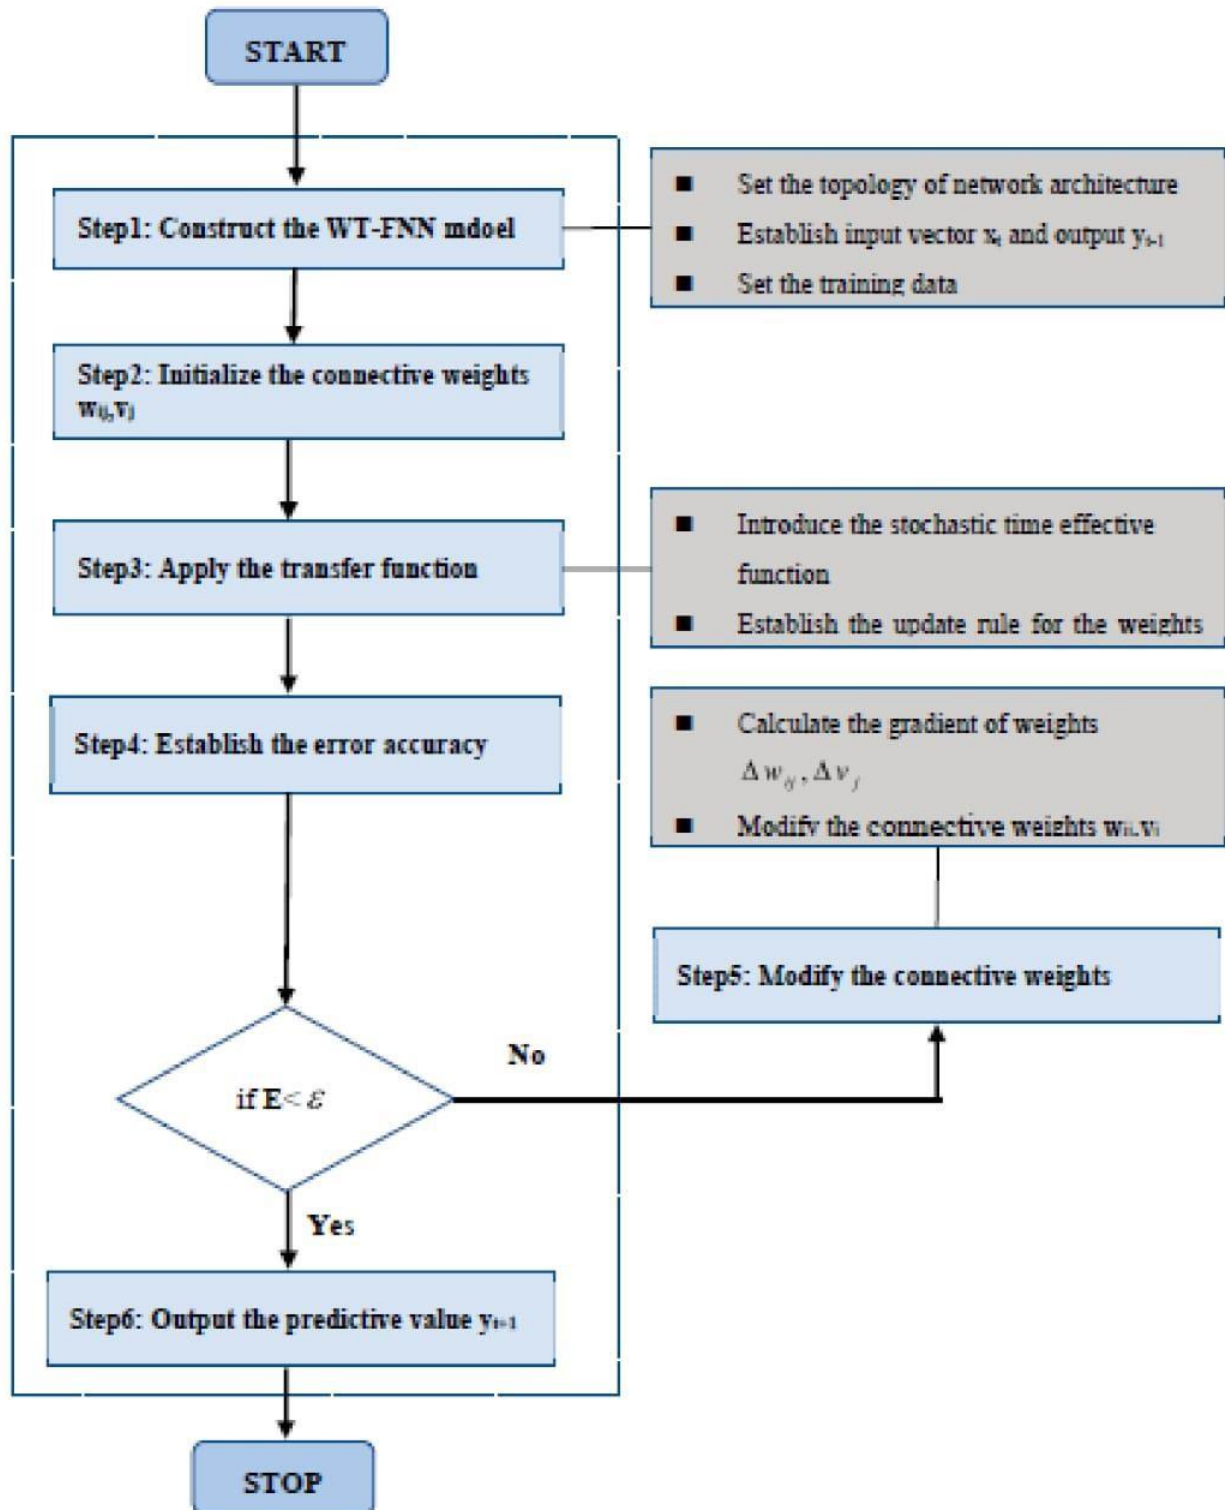 START
Step1: Construct the WT-FNN mdoel
■ Set the topology of network architecture
■ Establish input vector xₜ and output yₜ₋₁
■ Set the training data
Step2: Initialize the connective weights
wᵢⱼ,vⱼ
Step3: Apply the transfer function
■ Introduce the stochastic time effective
function
■ Establish the update rule for the weights
Step4: Establish the error accuracy
■ Calculate the gradient of weights
Δwᵢⱼ, Δvⱼ
■ Modify the connective weights wᵢⱼ,vⱼ
Step5: Modify the connective weights
No
if E<ε
Yes
Step6: Output the predictive value yₜ₊₁
STOP